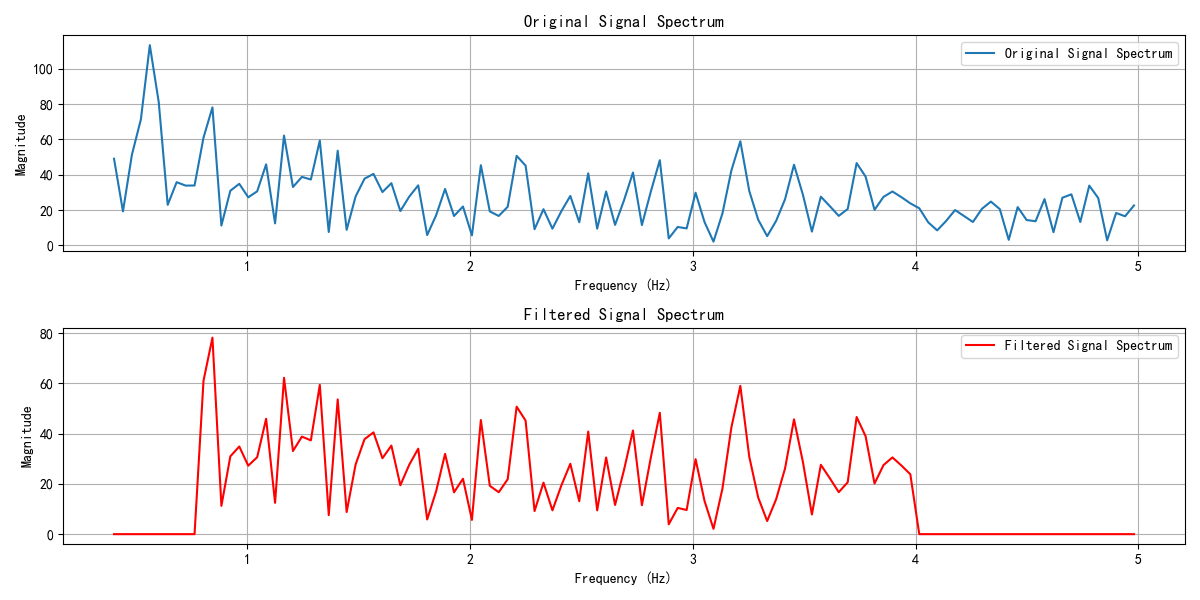 Original Signal Spectrum
Original Signal Spectrum
Magnitude
100
80
60
40
20
0
1
2
3
4
5
Frequency (Hz)
Filtered Signal Spectrum
Filtered Signal Spectrum
Magnitude
80
60
40
20
0
1
2
3
4
5
Frequency (Hz)